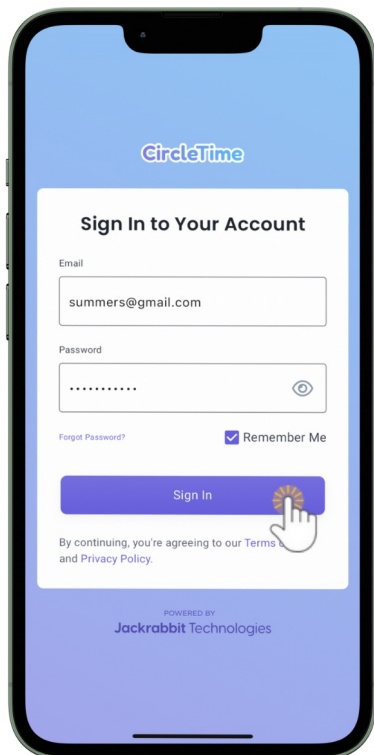 CircleTime
Sign In to Your Account
Email
summers@gmail.com
Password
...........
Forgot Password?
Remember Me
Sign In
By continuing, you're agreeing to our Terms
and Privacy Policy.
POWERED BY
Jackrabbit Technologies